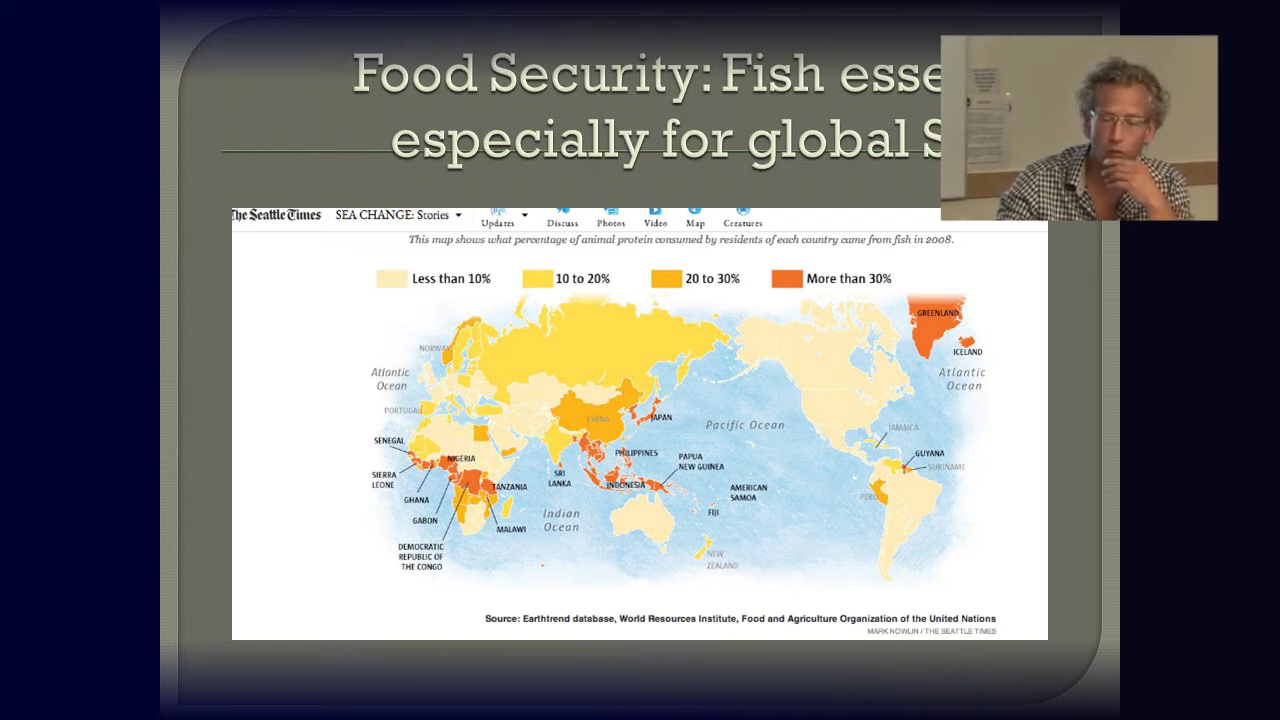 Food Security: Fish esse
especially for global S
The Seattle Times SEA CHANGE: Stories Updates Discuss Photos Video Map Creatures
This map shows what percentage of animal protein consumed by residents of each country came from fish in 2008.
Less than 10% 10 to 20% 20 to 30% More than 30%
GREENLAND
ICELAND
NORWAY
Atlantic
Ocean
Atlantic
Ocean
PORTUGAL
CHINA
JAPAN
Pacific Ocean
JAMAICA
SENEGAL
NIGERIA
PHILIPPINES
PAPUA
NEW GUINEA
GUYANA
SURINAME
SIERRA
LEONE
SRI
LANKA
TANZANIA
INDONESIA
AMERICAN
SAMOA
PERU
GHANA
GABON
Indian
Ocean
FIJI
MALAWI
DEMOCRATIC
REPUBLIC OF
THE CONGO
NEW
ZEALAND
Source: Earthtrend database, World Resources Institute, Food and Agriculture Organization of the United Nations
MARK NOWLIN / THE SEATTLE TIMES